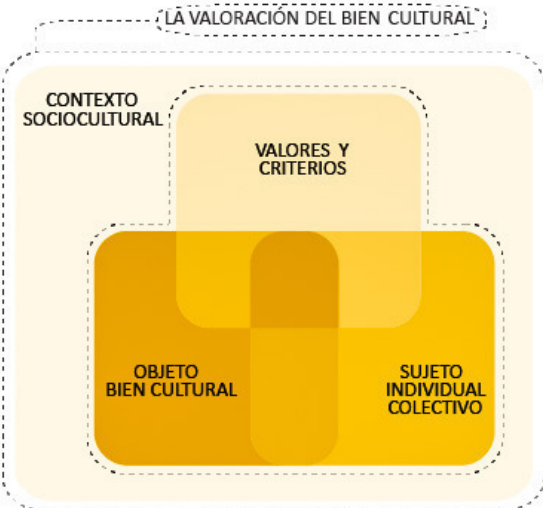 LA VALORACIÓN DEL BIEN CULTURAL
CONTEXTO
SOCIOCULTURAL
VALORES Y
CRITERIOS
OBJETO
BIEN CULTURAL
SUJETO
INDIVIDUAL
COLECTIVO